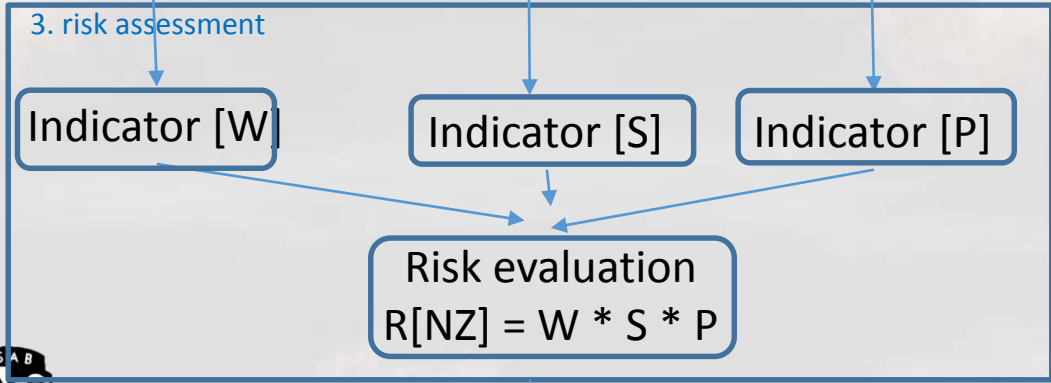 3. risk assessment
Indicator [W]
Indicator [S]
Indicator [P]
Risk evaluation
R[NZ] = W * S * P